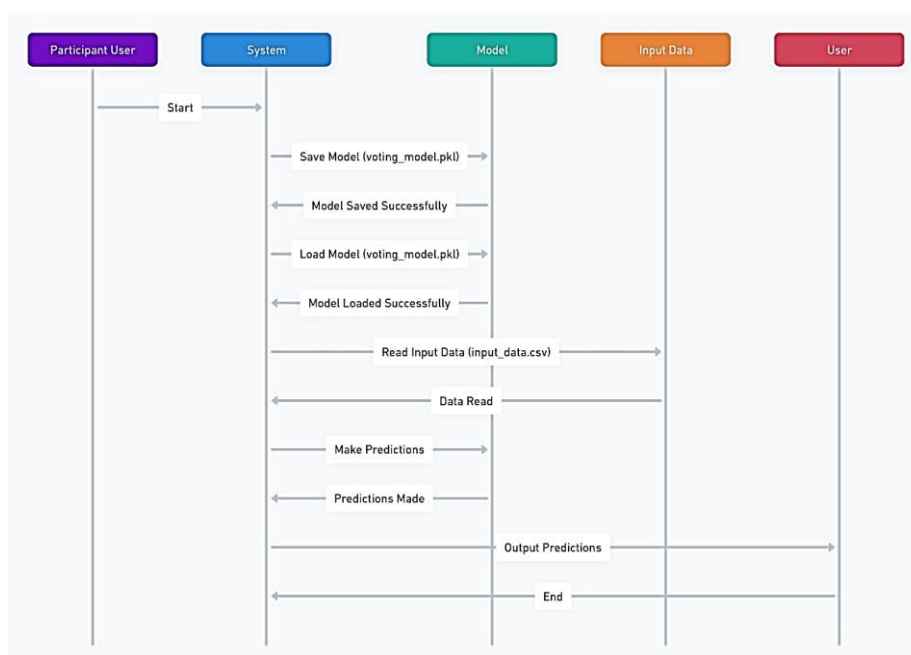 Participant User
System
Model
Input Data
User
Start
Save Model (voting_model.pkl)
Model Saved Successfully
Load Model (voting_model.pkl)
Model Loaded Successfully
Read Input Data (input_data.csv)
Data Read
Make Predictions
Predictions Made
Output Predictions
End